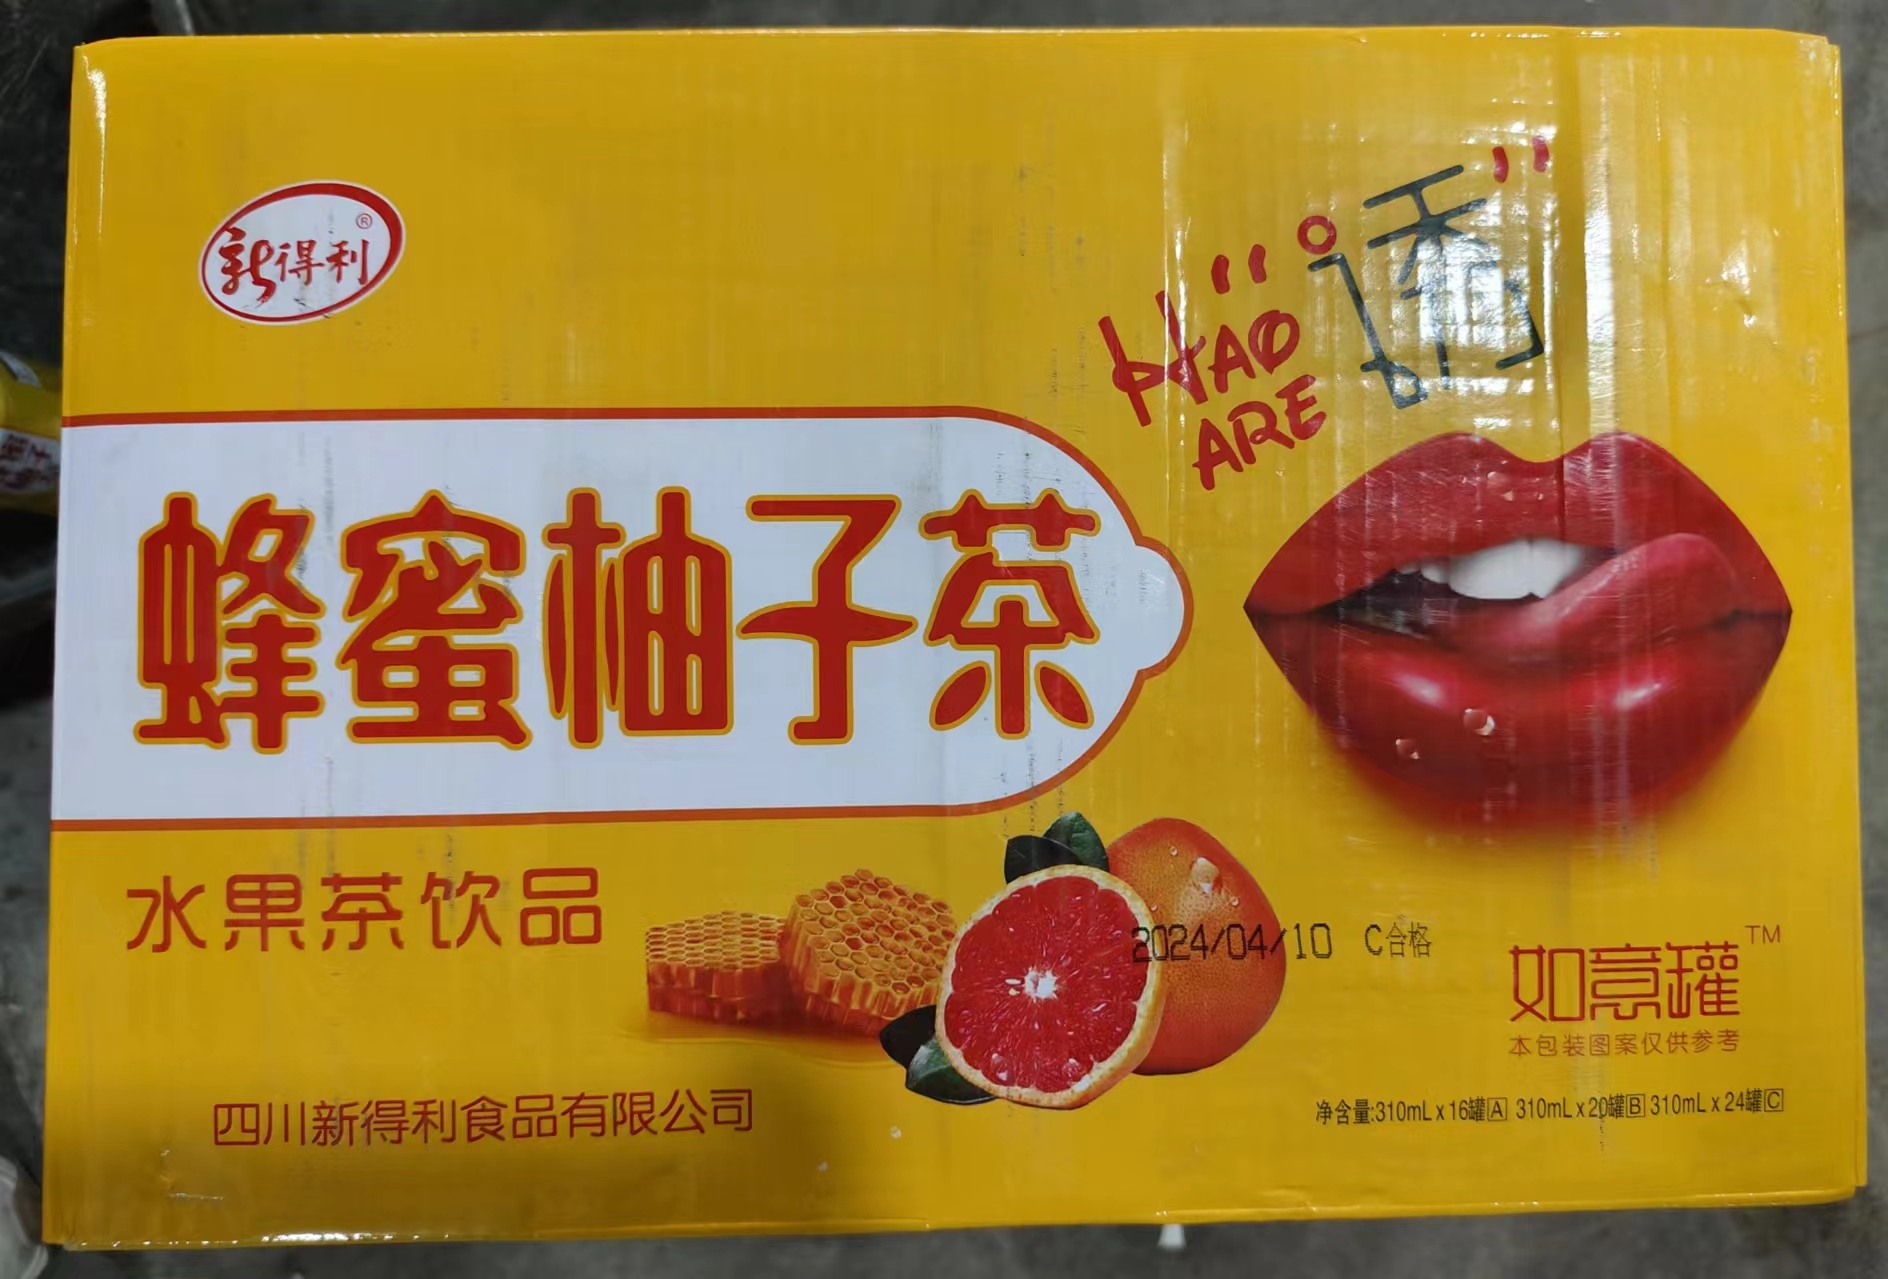 新得利®
HAO
ARE
透
蜂蜜柚子茶
水果茶饮品
2024/04/10 C合格
如意罐™
本包装图案仅供参考
四川新得利食品有限公司
净含量:310mL x 16罐A 310mL x 20罐B 310mL x 24罐C